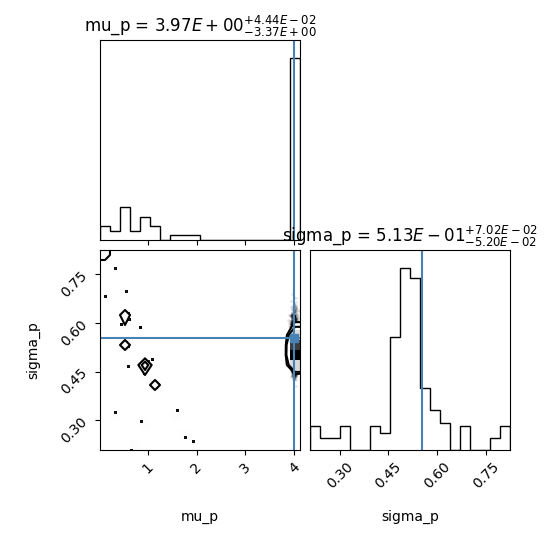 mu_p = 3.97E + 00+4.44E − 02 −3.37E + 00
sigma_p = 5.13E − 01+7.02E − 02 −5.20E − 02
sigma_p
0.75
0.60
0.45
0.30
1 2 3 4
0.30 0.45 0.60 0.75
mu_p
sigma_p